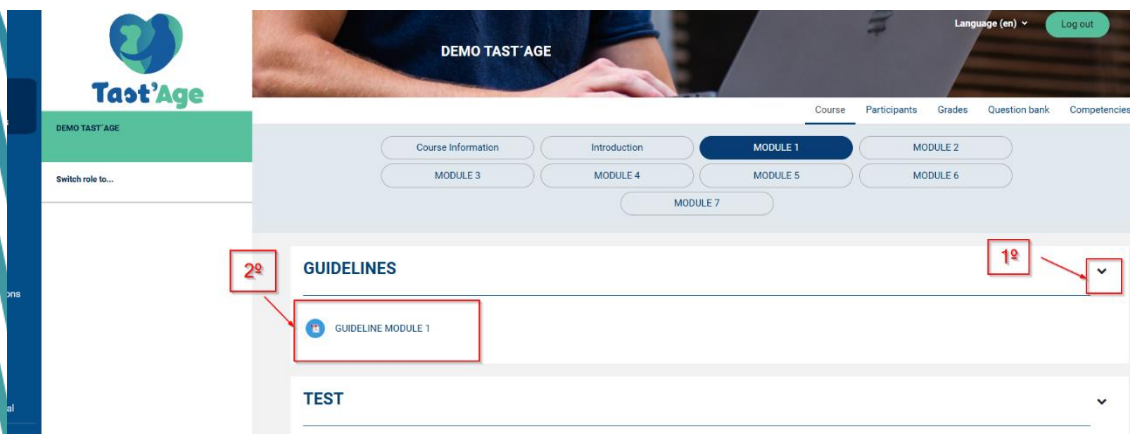 DEMO TAST´AGE
Language (en)
Log out
Tast'Age
Course Participants Grades Question bank Competencies
DEMO TAST´AGE
Switch role to...
Course Information Introduction MODULE 1 MODULE 2
MODULE 3 MODULE 4 MODULE 5 MODULE 6
MODULE 7
1º
2º
GUIDELINES
GUIDELINE MODULE 1
TEST